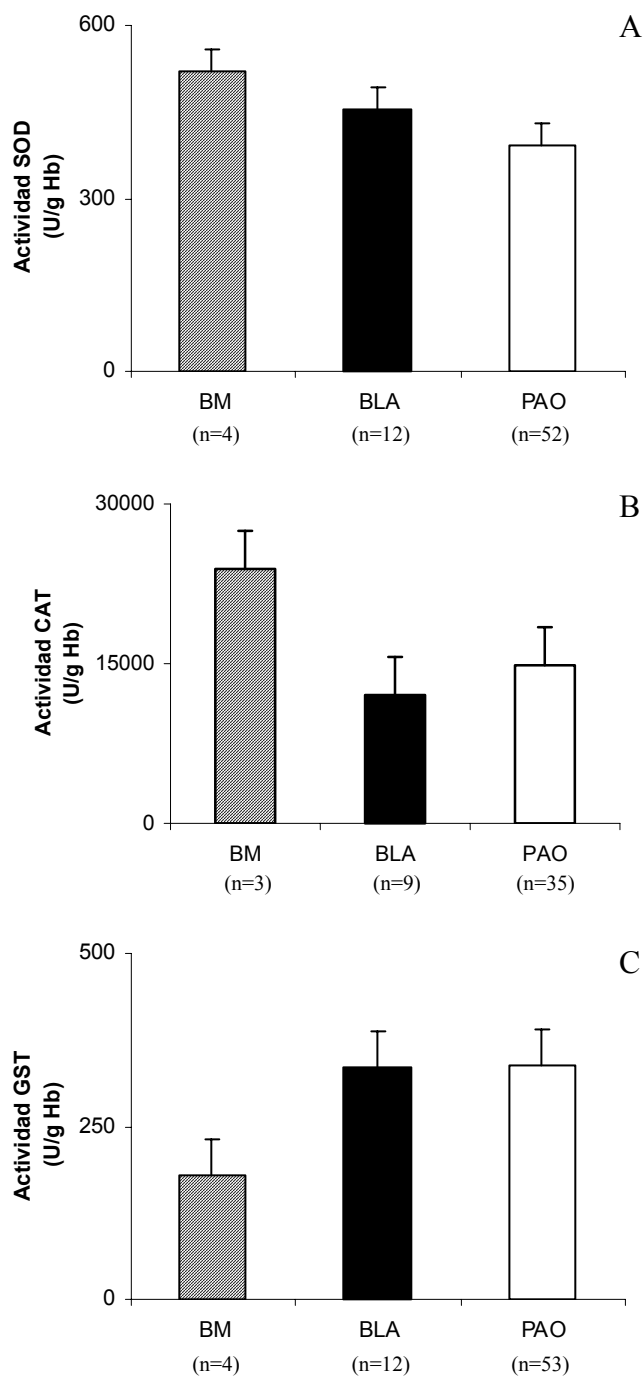 A
600
300
0
Actividad SOD
(U/g Hb)
BM
BLA
PAO
(n=4)
(n=12)
(n=52)
B
30000
15000
0
Actividad CAT
(U/g Hb)
BM
BLA
PAO
(n=3)
(n=9)
(n=35)
C
500
250
0
Actividad GST
(U/g Hb)
BM
BLA
PAO
(n=4)
(n=12)
(n=53)